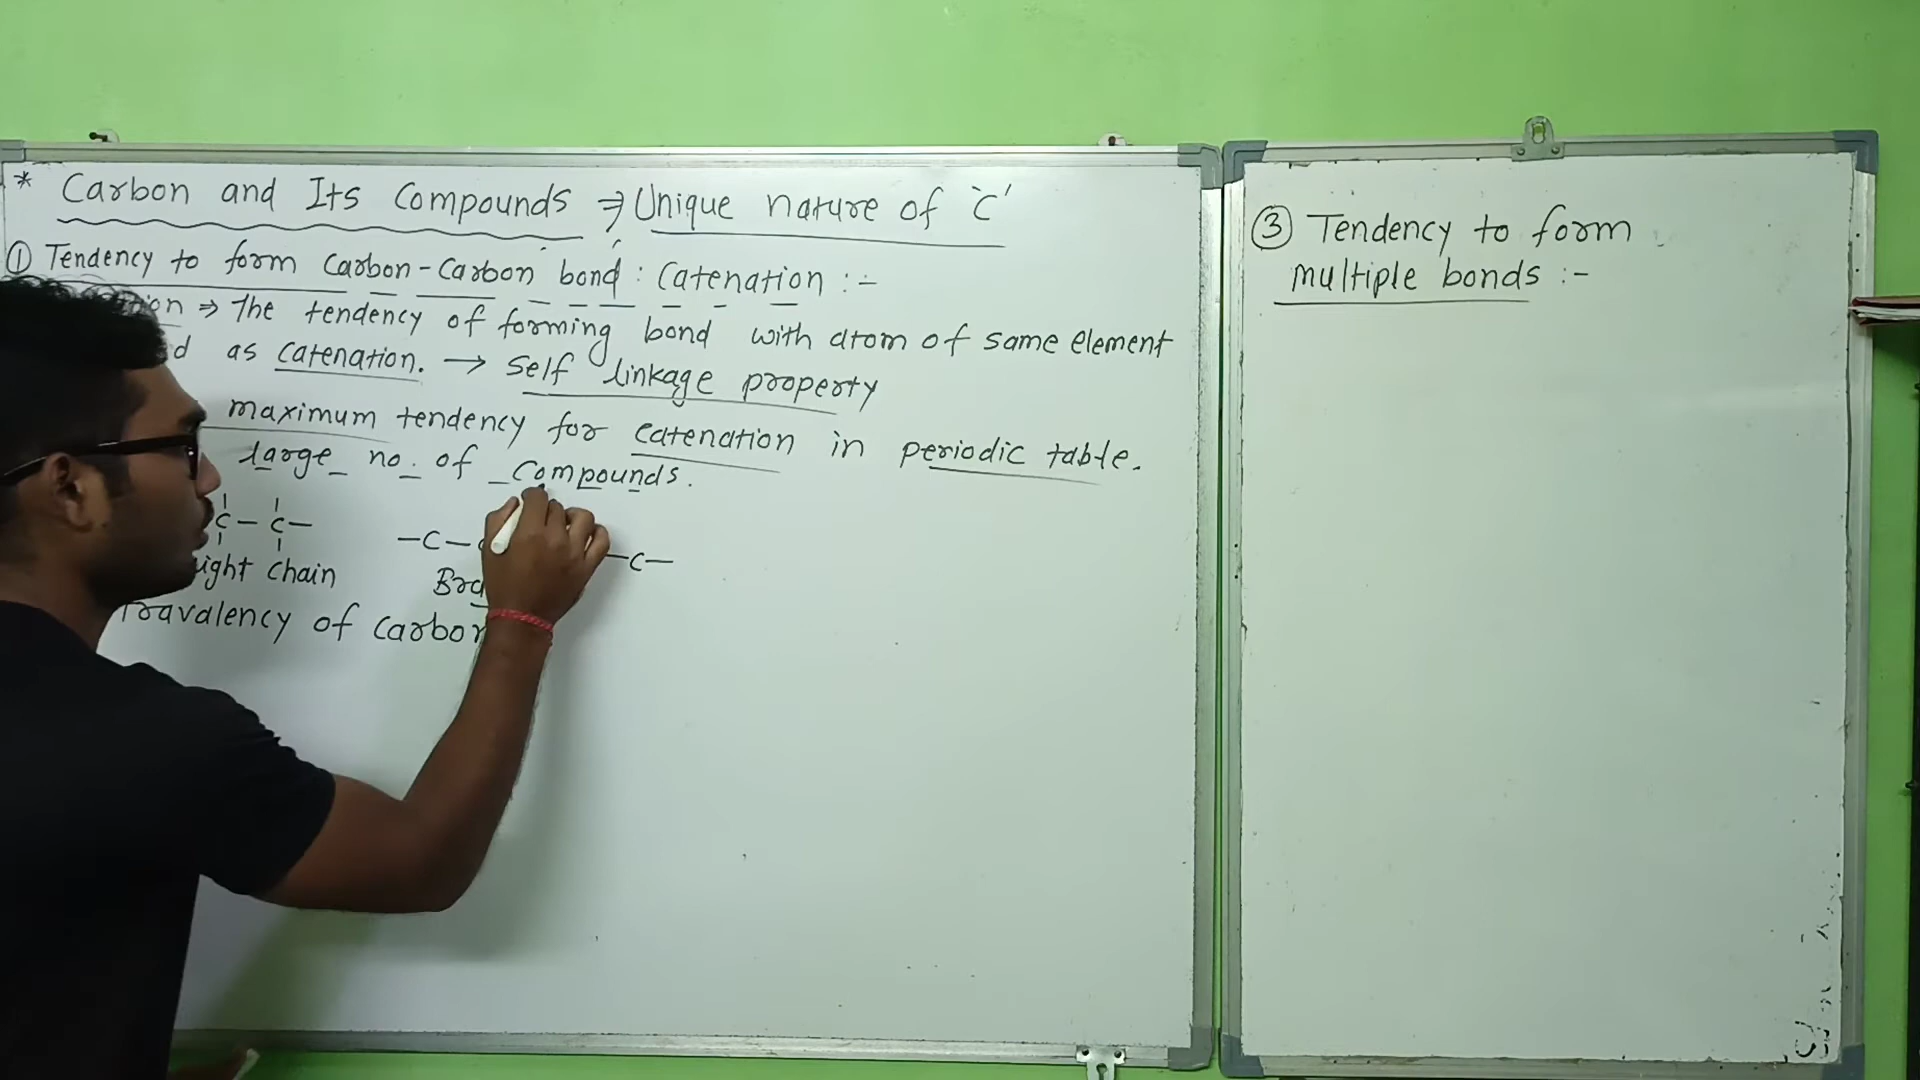 * Carbon and Its Compounds ⇒ Unique nature of 'C'
① Tendency to form Carbon-Carbon bond : Catenation :-
⇒ The tendency of forming bond with atom of same element
as catenation. → Self linkage property
maximum tendency for catenation in periodic table.
large no. of compounds.
C - C - - C - - C -
chain
of Carbon
③ Tendency to form
multiple bonds :-